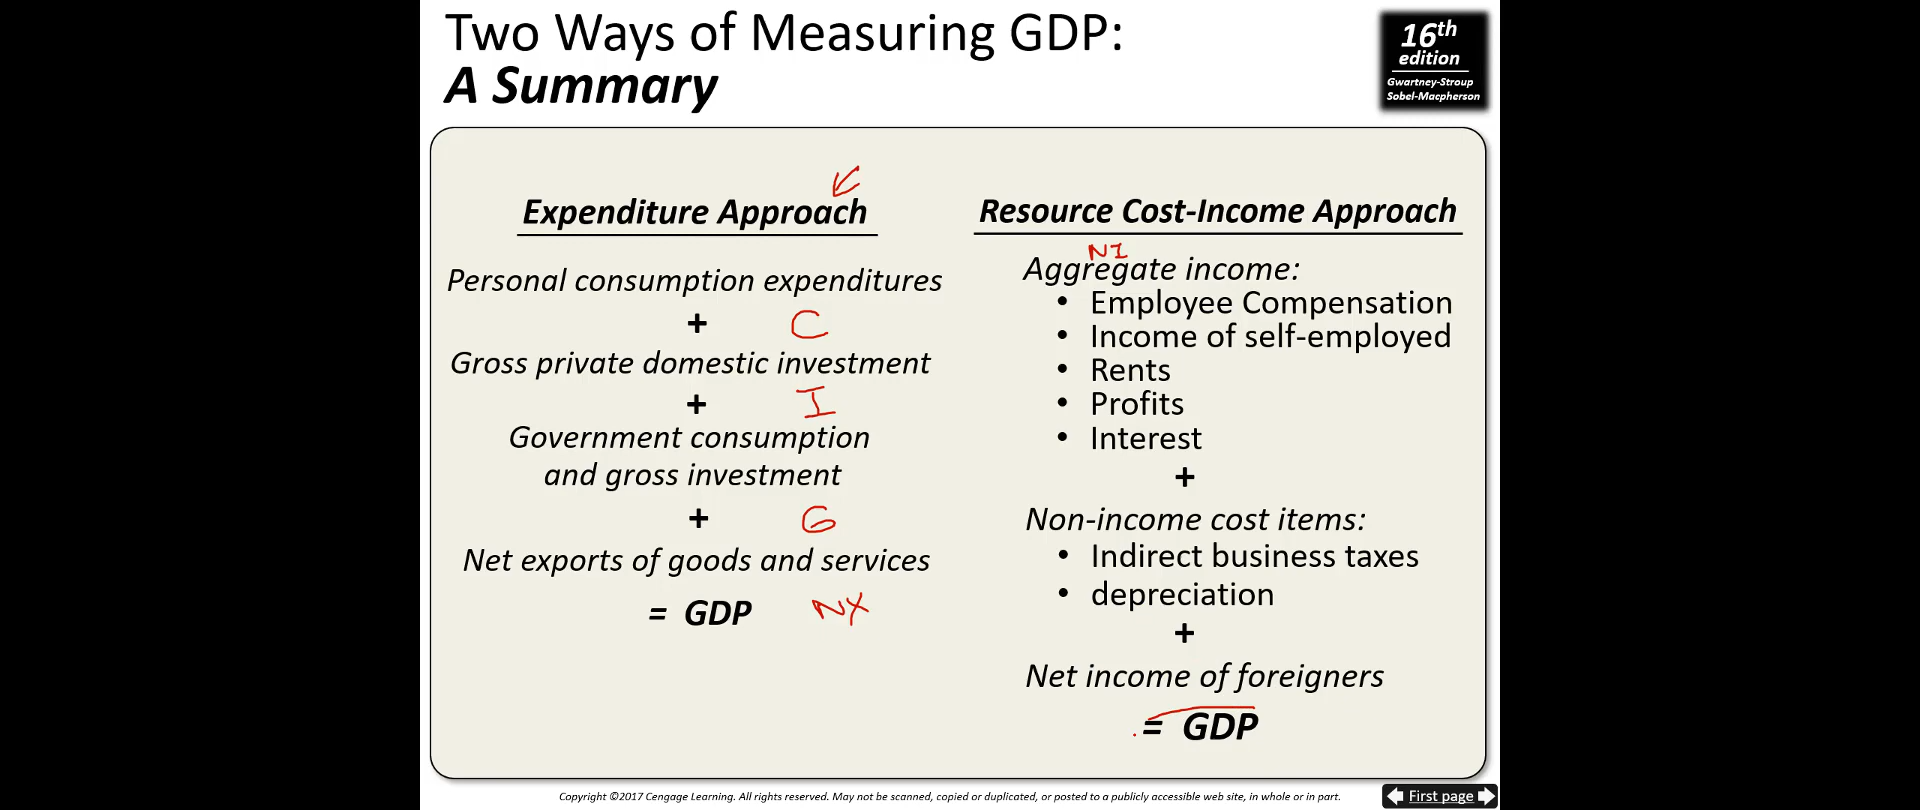 Two Ways of Measuring GDP:
A Summary
16th
edition
Gwartney-Stroup
Sobel-Macpherson
Expenditure Approach
Personal consumption expenditures
+ C
Gross private domestic investment
+ I
Government consumption
and gross investment
+ G
Net exports of goods and services
= GDP NX
Resource Cost-Income Approach
NI
Aggregate income:
• Employee Compensation
• Income of self-employed
• Rents
• Profits
• Interest
+
Non-income cost items:
• Indirect business taxes
• depreciation
+
Net income of foreigners
= GDP
Copyright ©2017 Cengage Learning. All rights reserved. May not be scanned, copied or duplicated, or posted to a publicly accessible web site, in whole or in part.
First page